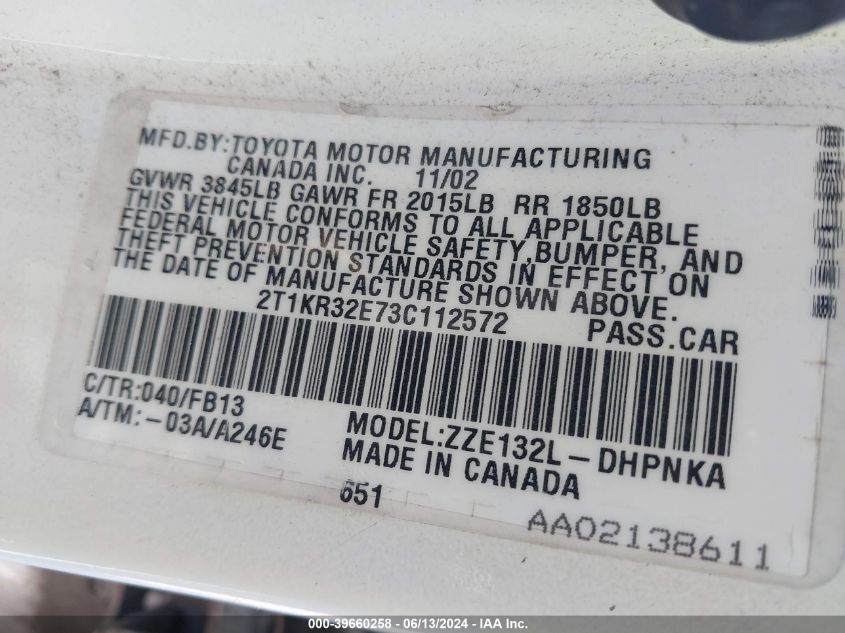 MFD.BY:TOYOTA MOTOR MANUFACTURING
CANADA INC. 11/02
GVWR 3845LB GAWR FR 2015LB RR 1850LB
THIS VEHICLE CONFORMS TO ALL APPLICABLE
FEDERAL MOTOR VEHICLE SAFETY,BUMPER, AND
THEFT PREVENTION STANDARDS IN EFFECT ON
THE DATE OF MANUFACTURE SHOWN ABOVE.
2T1KR32E73C112572 PASS.CAR
C/TR:040/FB13
A/TM:-03A/A246E
MODEL:ZZE132L-DHPNKA
MADE IN CANADA
651
AA02138611
000-39660258 - 06/13/2024 - IAA Inc.